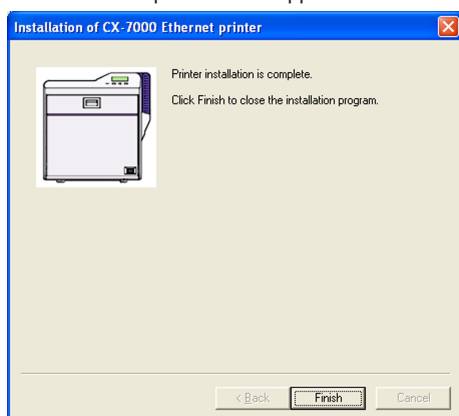 Installation of CX-7000 Ethernet printer
Printer installation is complete.
Click Finish to close the installation program.
< Back Finish Cancel